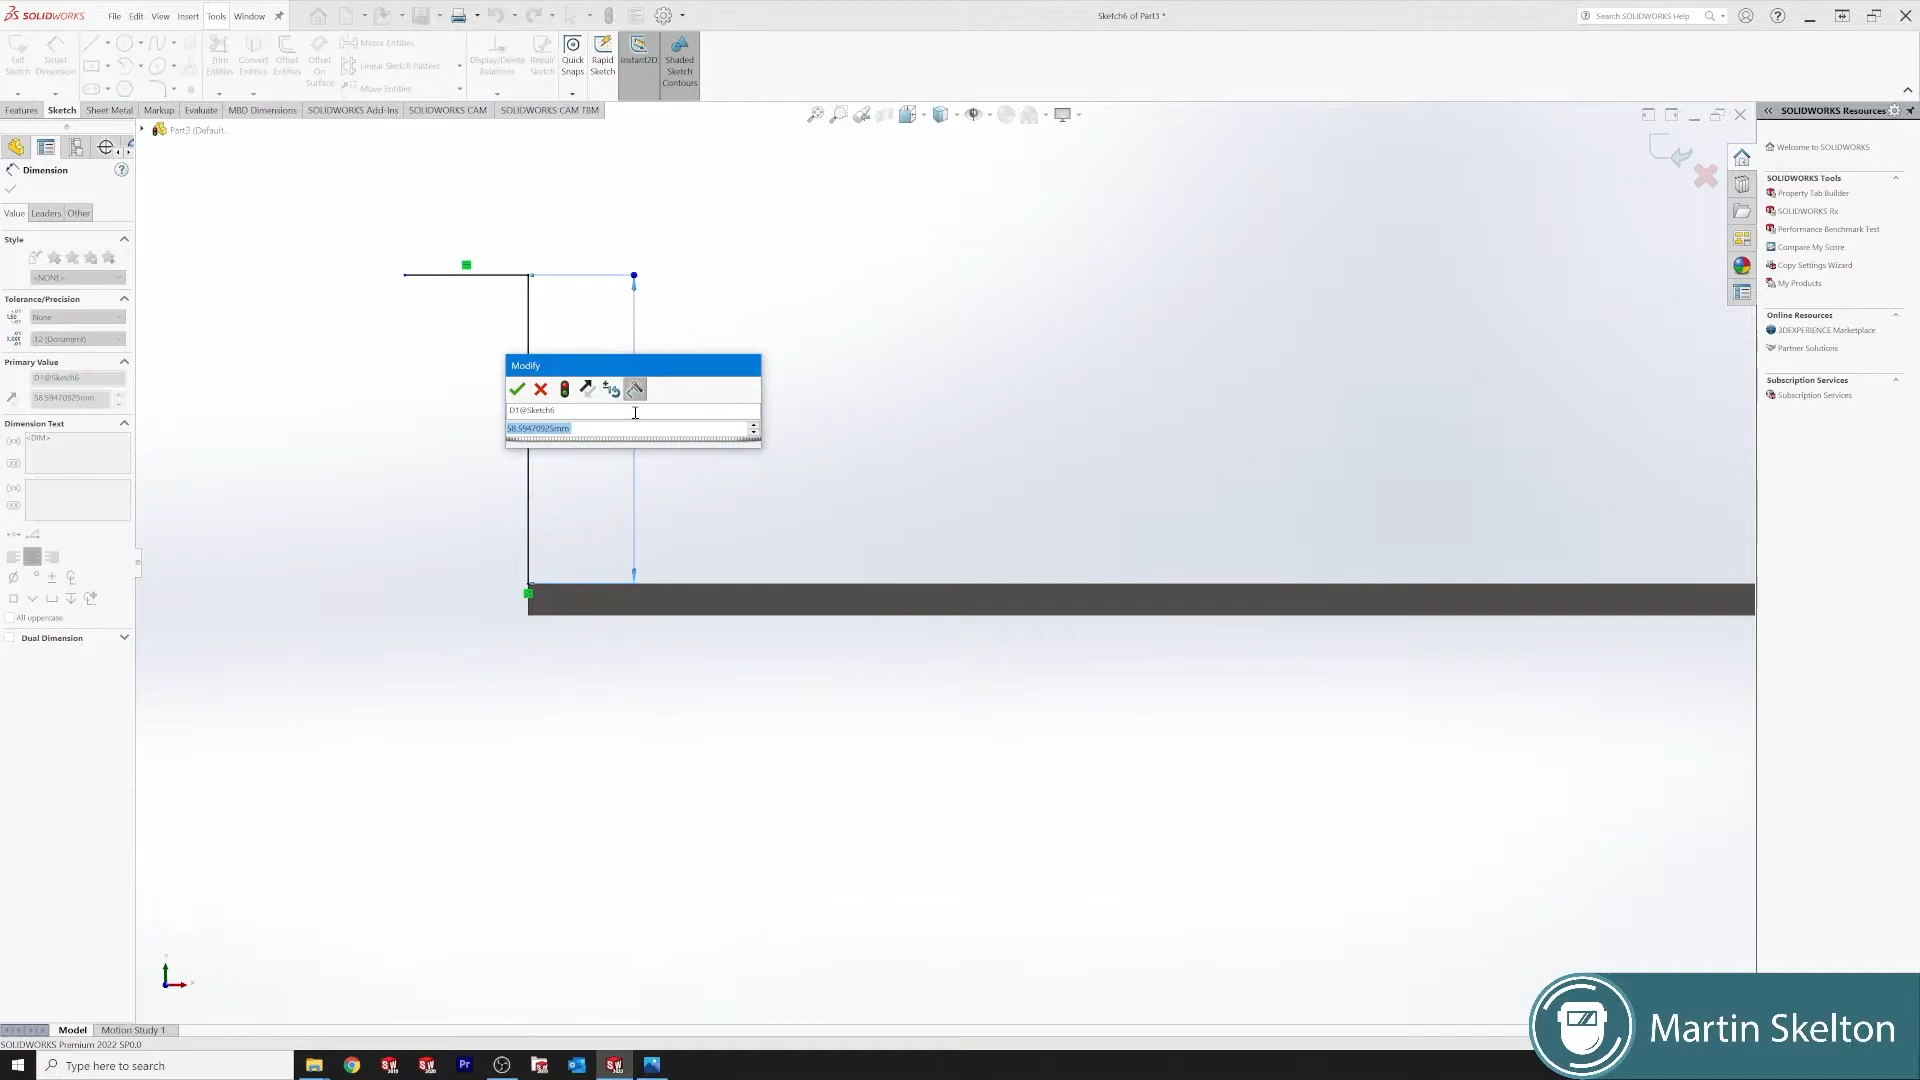 SOLIDWORKS
File
Edit
View
Insert
Tools
Window
Sketch6 of Part3 *
Search SOLIDWORKS Help
Exit Sketch
Smart Dimension
Trim Entities
Convert Entities
Offset Entities
Offset On Surface
Mirror Entities
Linear Sketch Pattern
Move Entities
Display/Delete Relations
Repair Sketch
Quick Snaps
Rapid Sketch
Instant2D
Shaded Sketch Contours
Features
Sketch
Sheet Metal
Markup
Evaluate
MBD Dimensions
SOLIDWORKS Add-Ins
SOLIDWORKS CAM
SOLIDWORKS CAM TBM
Part3 (Default...
Dimension
Value
Leaders
Other
Style
<NONE>
Tolerance/Precision
None
.12 (Document)
Primary Value
D1@Sketch6
58.59470925mm
Dimension Text
<DIM>
All uppercase
Dual Dimension
Modify
D1@Sketch6
58.59470925mm
SOLIDWORKS Resources
Welcome to SOLIDWORKS
SOLIDWORKS Tools
Property Tab Builder
SOLIDWORKS Rx
Performance Benchmark Test
Compare My Score
Copy Settings Wizard
My Products
Online Resources
3DEXPERIENCE Marketplace
Partner Solutions
Subscription Services
Subscription Services
Model
Motion Study 1
SOLIDWORKS Premium 2022 SP0.0
Type here to search
Martin Skelton